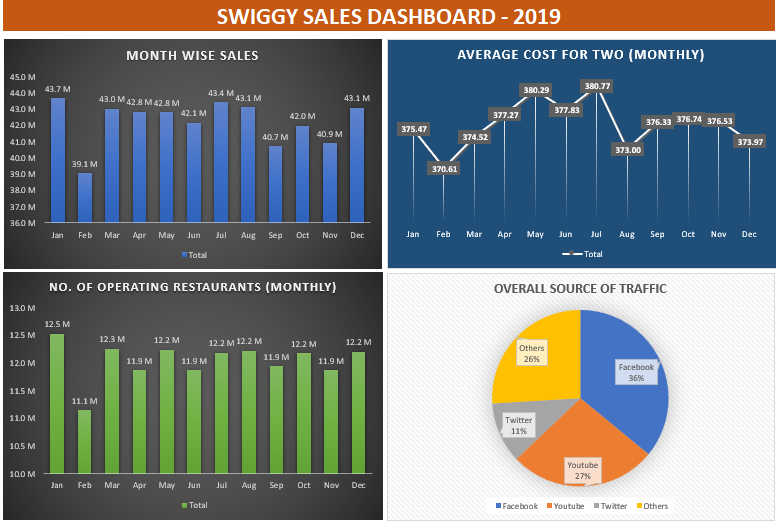 SWIGGY SALES DASHBOARD - 2019
MONTH WISE SALES
45.0 M
44.0 M
43.0 M
42.0 M
41.0 M
40.0 M
39.0 M
38.0 M
37.0 M
36.0 M
43.7 M
39.1 M
43.0 M
42.8 M
42.8 M
42.1 M
43.4 M
43.1 M
40.7 M
42.0 M
40.9 M
43.1 M
Jan Feb Mar Apr May Jun Jul Aug Sep Oct Nov Dec
Total
AVERAGE COST FOR TWO (MONTHLY)
375.47
370.61
374.52
377.27
380.29
377.83
380.77
373.00
376.33
376.74
376.53
373.97
Jan Feb Mar Apr May Jun Jul Aug Sep Oct Nov Dec
Total
NO. OF OPERATING RESTAURANTS (MONTHLY)
13.0 M
12.5 M
12.0 M
11.5 M
11.0 M
10.5 M
10.0 M
12.5 M
11.1 M
12.3 M
11.9 M
12.2 M
11.9 M
12.2 M
12.2 M
11.9 M
12.2 M
11.9 M
12.2 M
Jan Feb Mar Apr May Jun Jul Aug Sep Oct Nov Dec
Total
OVERALL SOURCE OF TRAFFIC
Others
26%
Facebook
36%
Twitter
11%
Youtube
27%
Facebook Youtube Twitter Others